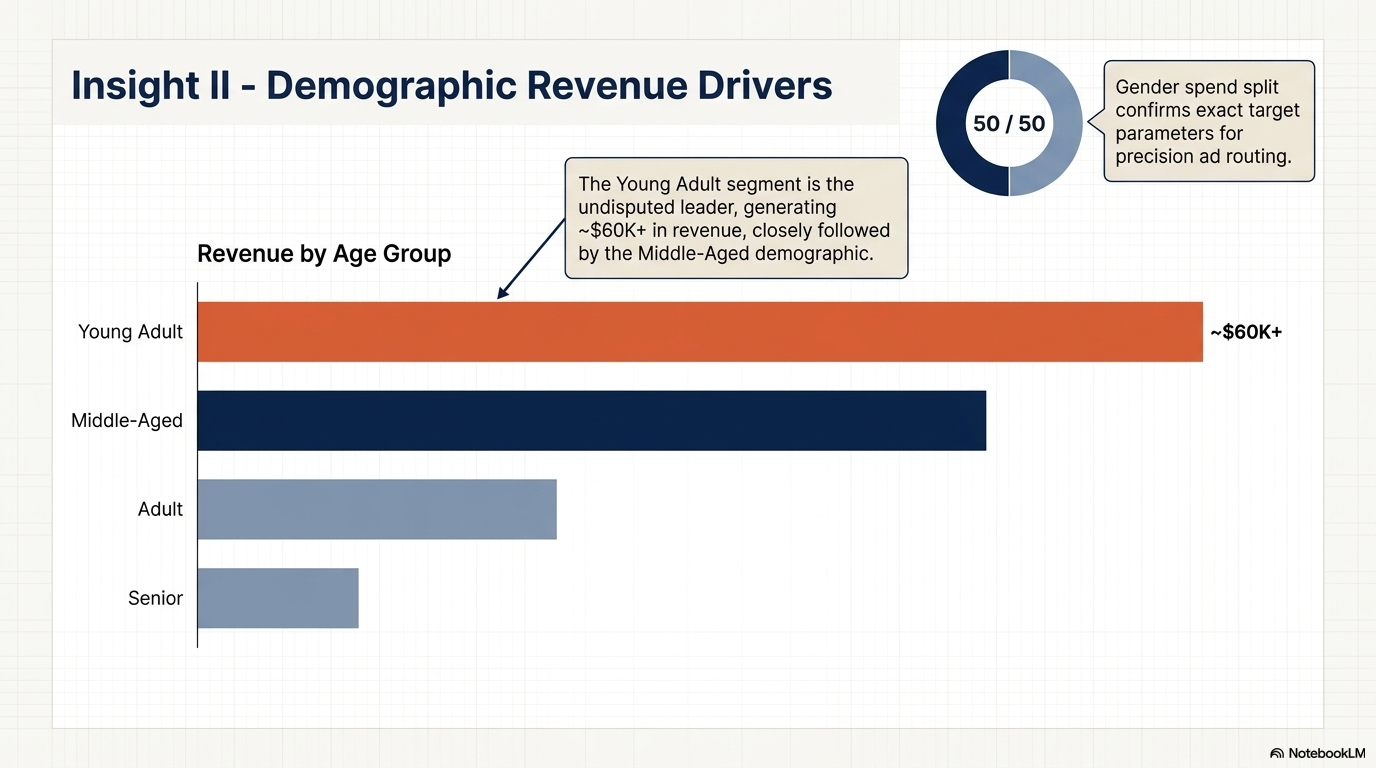 Insight II - Demographic Revenue Drivers
50 / 50
Gender spend split
confirms exact target
parameters for
precision ad routing.
The Young Adult segment is the
undisputed leader, generating
~$60K+ in revenue, closely followed
by the Middle-Aged demographic.
Revenue by Age Group
Young Adult
~$60K+
Middle-Aged
Adult
Senior
NotebookLM